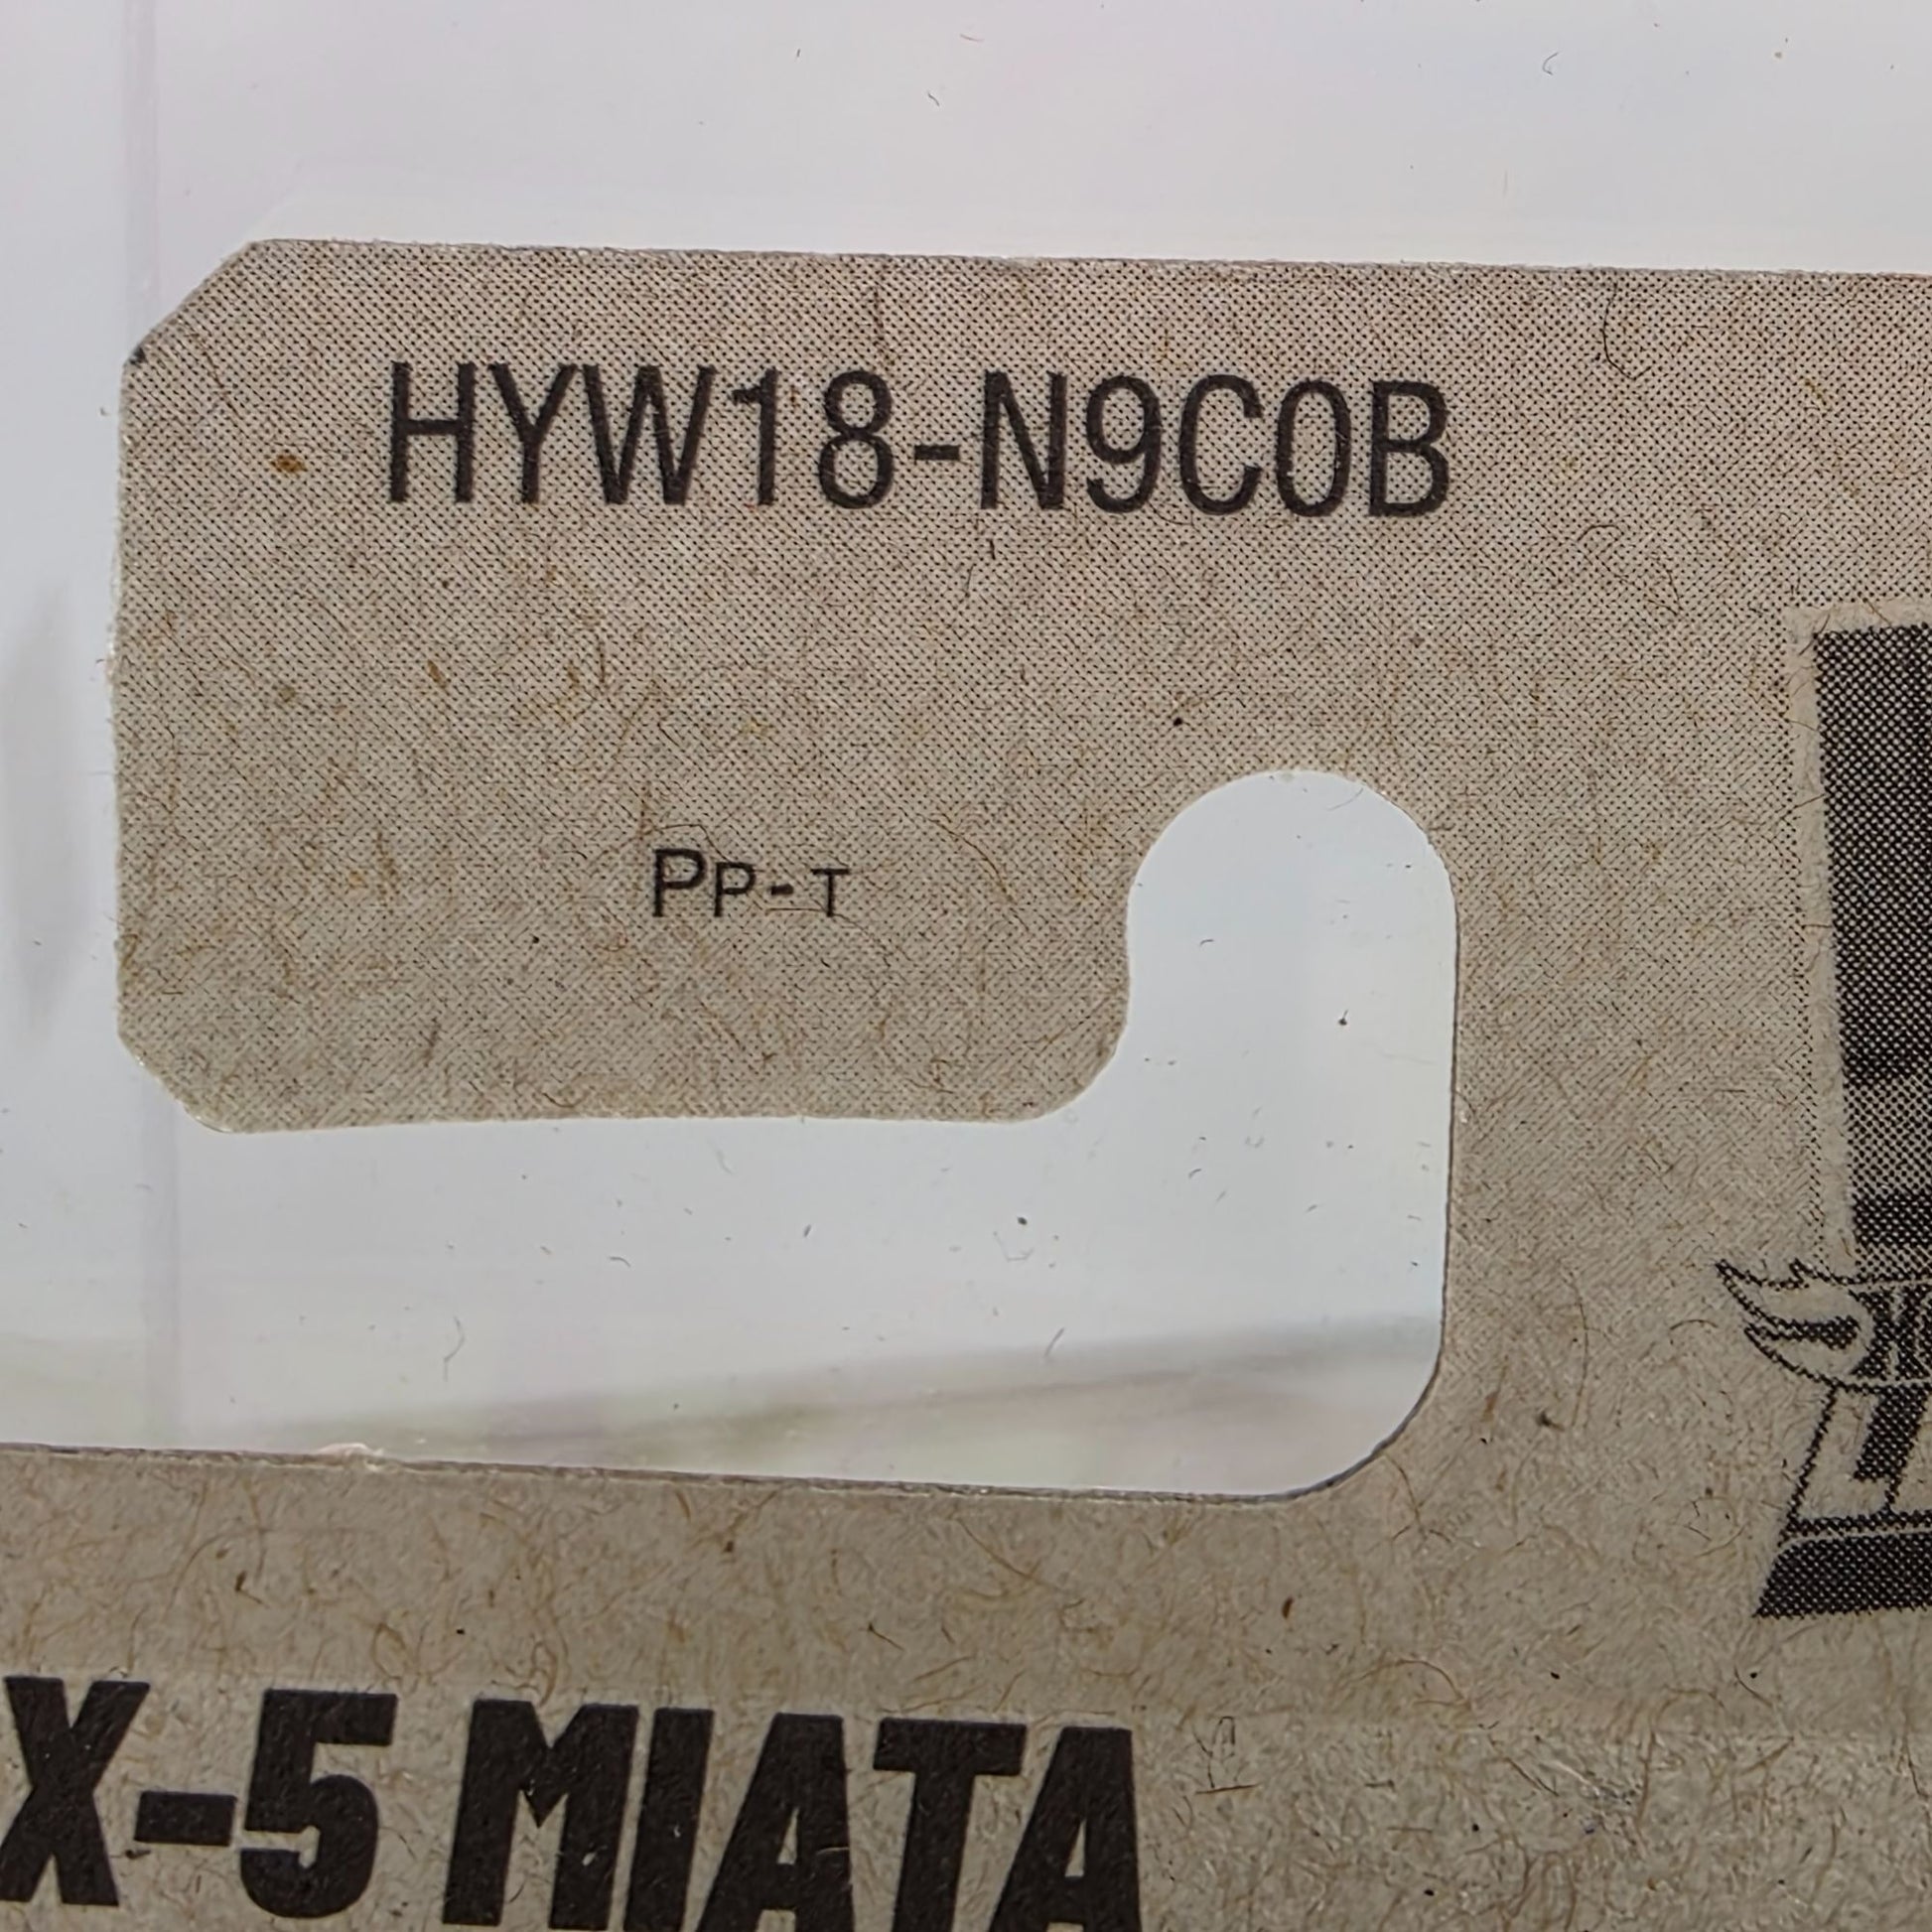 HYW18-N9C0B
PP-T
X-5 MIATA